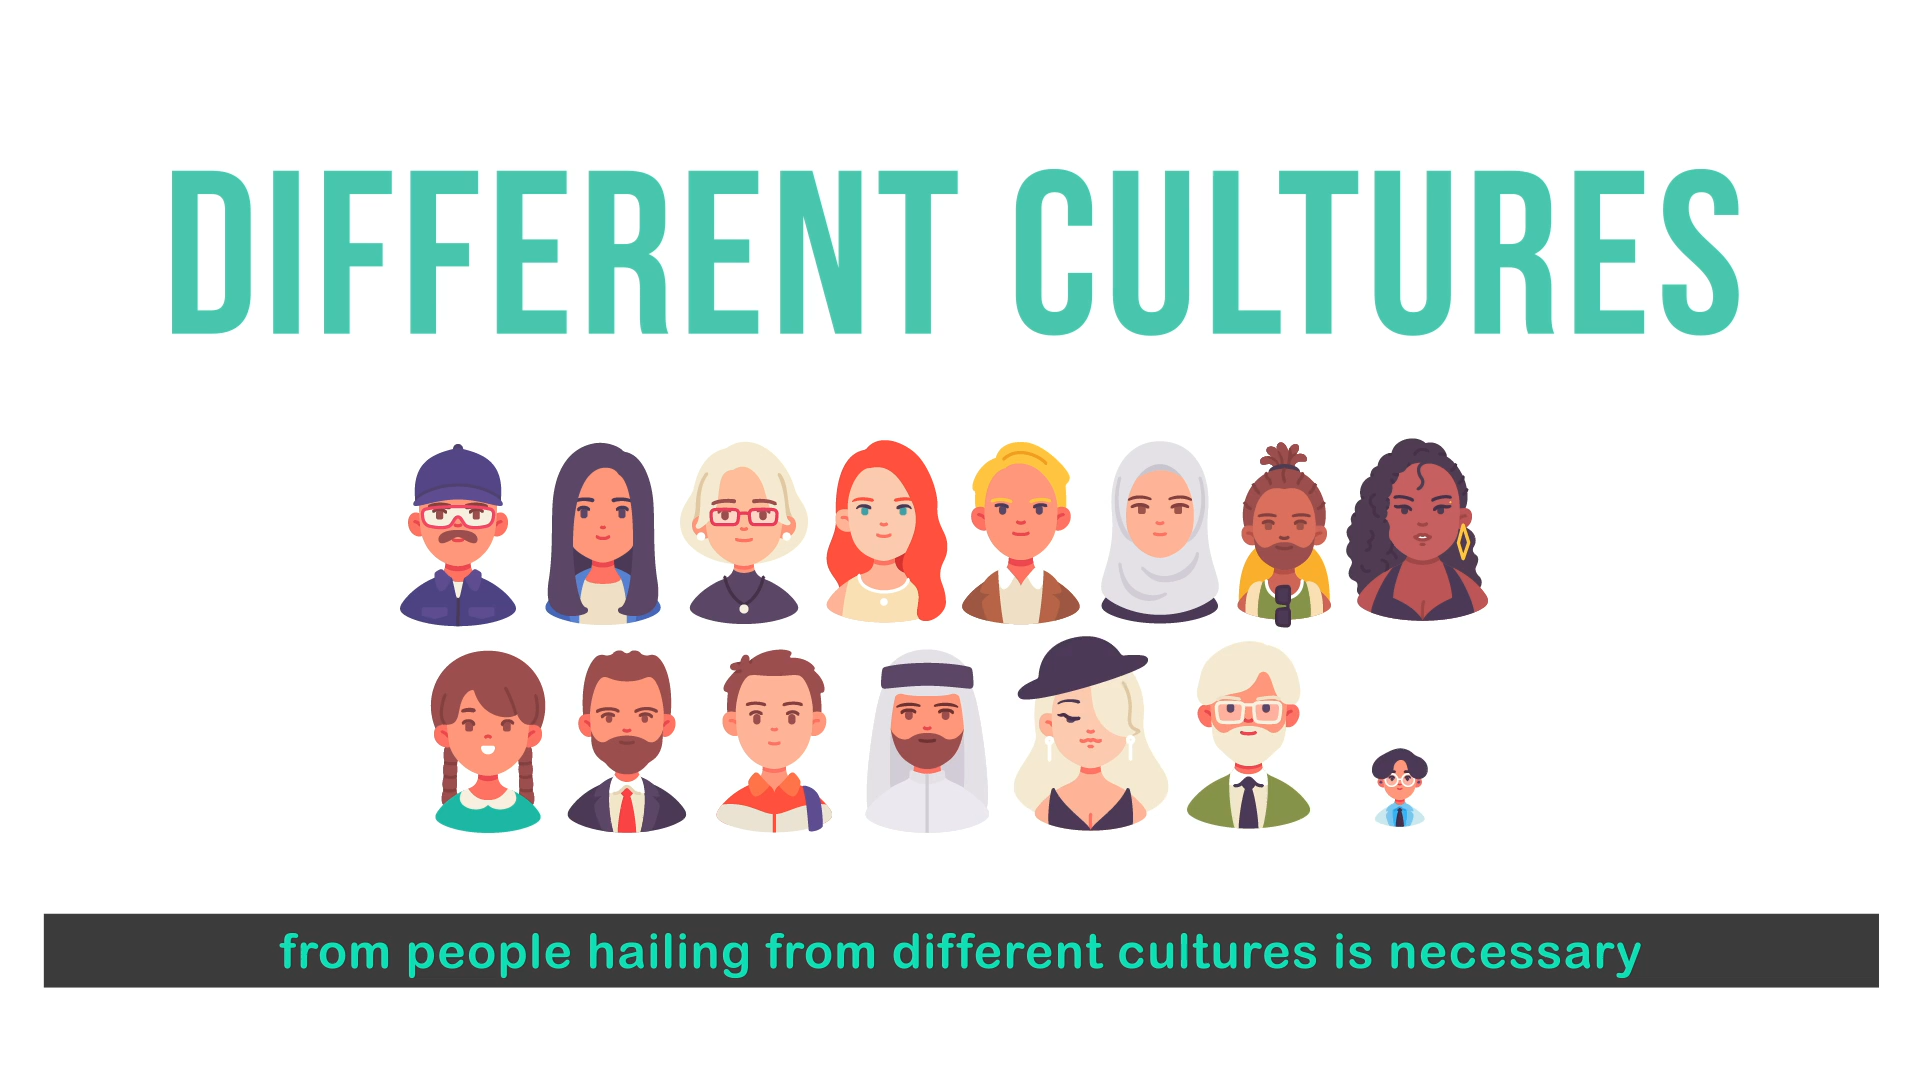 DIFFERENT CULTURES
from people hailing from different cultures is necessary